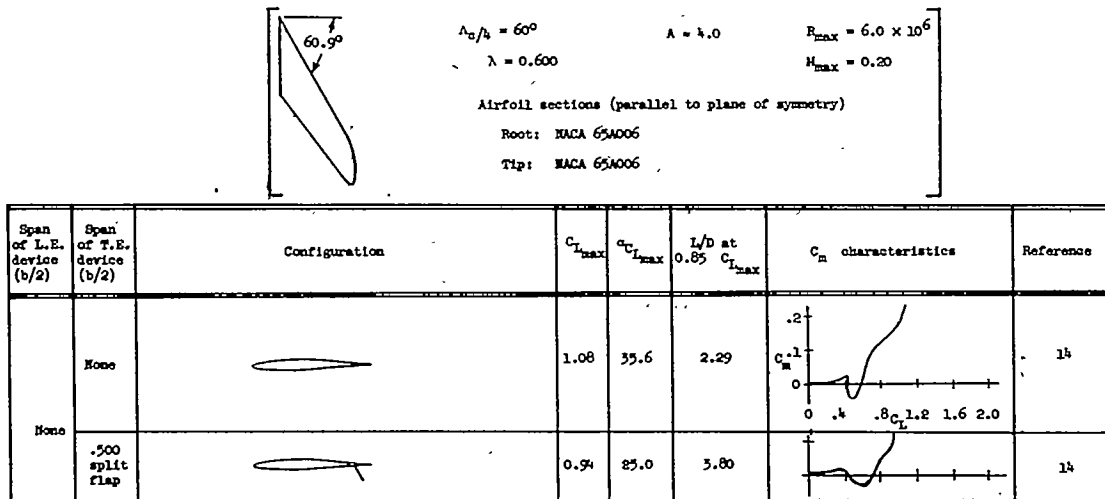 60.9°
Λc/4 = 60°
A = 4.0
Rmax = 6.0 × 10^6
λ = 0.600
Mmax = 0.20
Airfoil sections (parallel to plane of symmetry)
Root: NACA 65A006
Tip: NACA 65A006
Span of L.E. device (b/2)
Span of T.E. device (b/2)
Configuration
CLmax
αCLmax
L/D at 0.85 CLmax
Cm characteristics
Reference
None
None
1.08
35.6
2.29
.2
.1
Cm
0
0 .4 .8 1.2 1.6 2.0
CL
14
.500 split flap
0.94
25.0
3.80
14